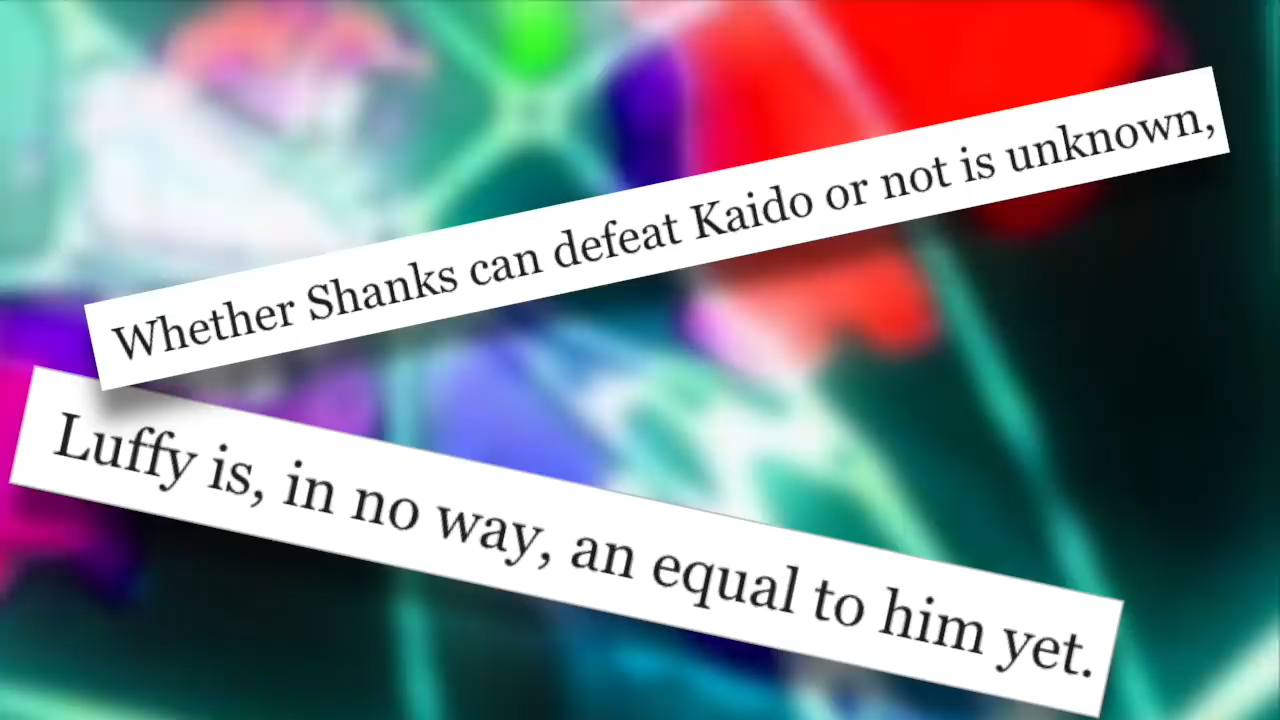 Whether Shanks can defeat Kaido or not is unknown,
Luffy is, in no way, an equal to him yet.